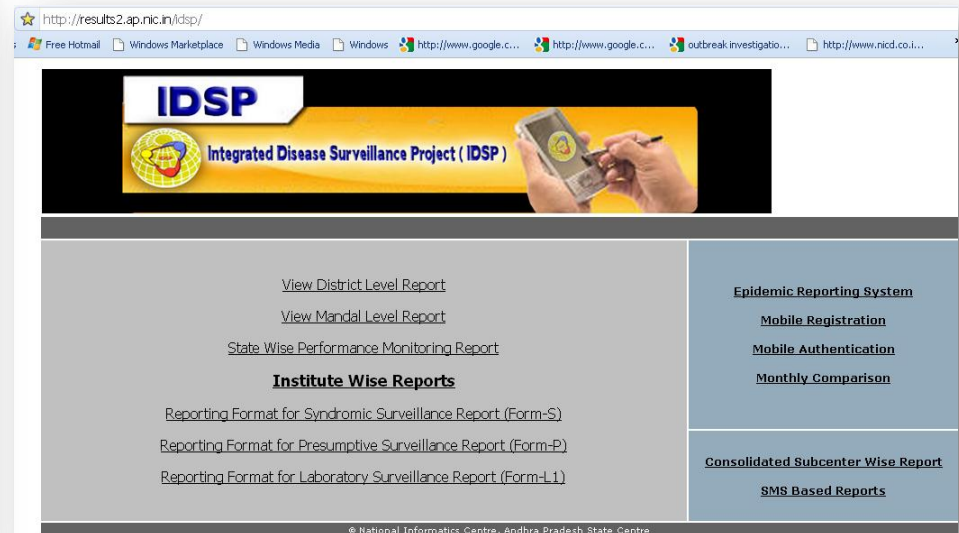 http://results2.ap.nic.in/idsp/
Free Hotmail Windows Marketplace Windows Media Windows http://www.google.c... http://www.google.c... outbreak investigatio... http://www.nicd.co.i...
IDSP
Integrated Disease Surveillance Project ( IDSP )
View District Level Report
View Mandal Level Report
State Wise Performance Monitoring Report
Institute Wise Reports
Reporting Format for Syndromic Surveillance Report (Form-S)
Reporting Format for Presumptive Surveillance Report (Form-P)
Reporting Format for Laboratory Surveillance Report (Form-L1)
Epidemic Reporting System
Mobile Registration
Mobile Authentication
Monthly Comparison
Consolidated Subcenter Wise Report
SMS Based Reports
© National Informatics Centre, Andhra Pradesh State Centre